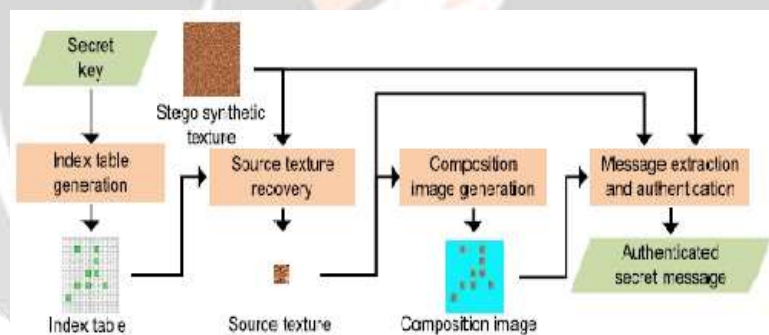 Secret
key
Stego synthetic
texture
Index table
generation
Source texture
recovery
Composition
image generation
Message extraction
and authentication
Index table
Source texture
Composition image
Authenticated
secret message